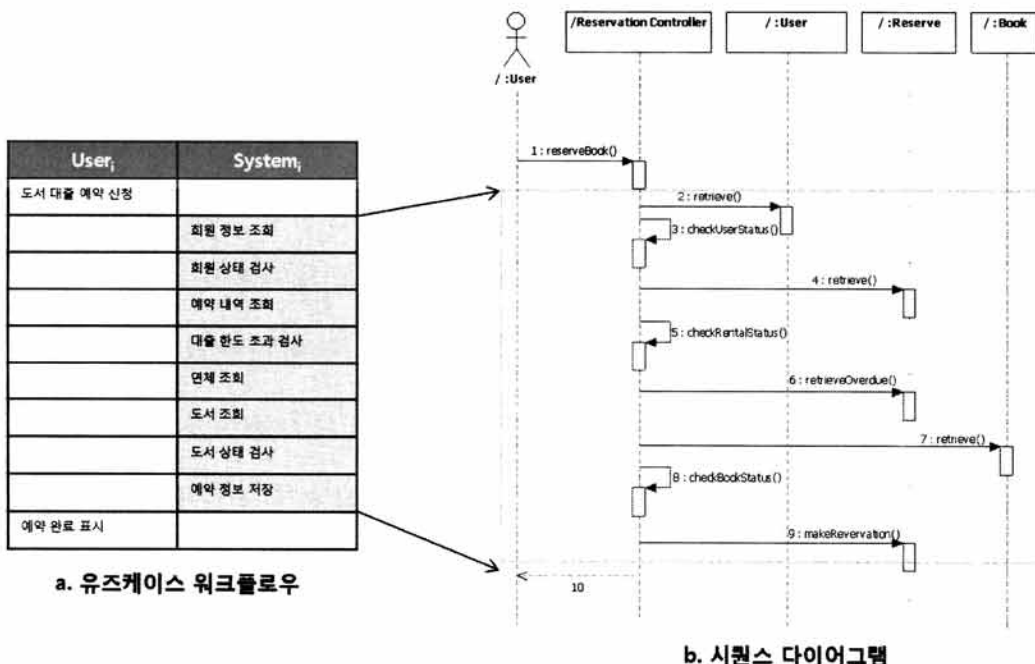 User_i System_i
도서 대출 예약 신청
회원 정보 조회
회원 상태 검사
예약 내역 조회
대출 한도 초과 검사
연체 조회
도서 조회
도서 상태 검사
예약 정보 저장
예약 완료 표시
a. 유즈케이스 워크플로우
/ :User
/Reservation Controller
/ :User
/ :Reserve
/ :Book
1 : reserveBook()
2 : retrieve()
3 : checkUserStatus()
4 : retrieve()
5 : checkRentalStatus()
6 : retrieveOverdue()
7 : retrieve()
8 : checkBookStatus()
9 : makeRevervation()
10
b. 시퀀스 다이어그램